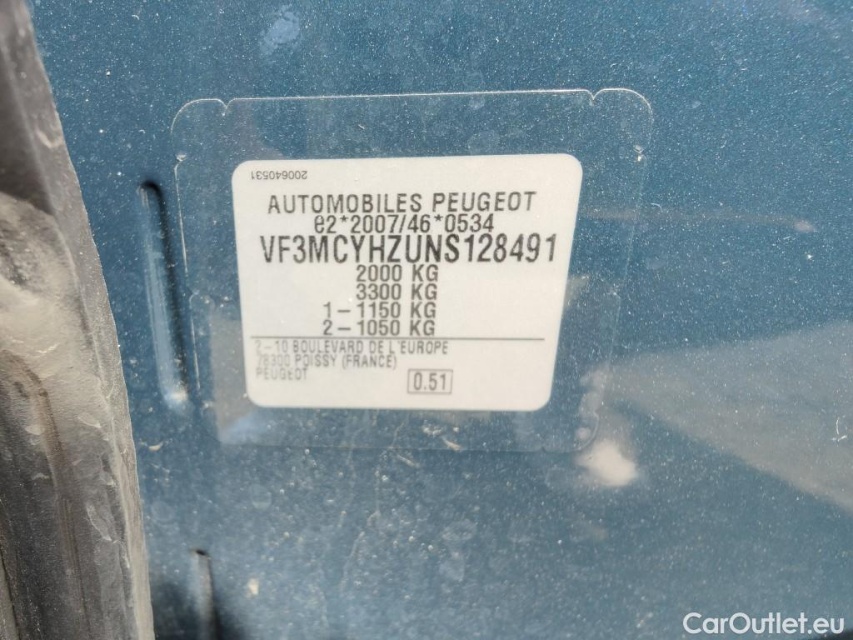 200640531
AUTOMOBILES PEUGEOT
e2*2007/46*0534
VF3MCYHZUNS128491
2000 KG
3300 KG
1-1150 KG
2-1050 KG
2-10 BOULEVARD DE L'EUROPE
78300 POISSY (FRANCE)
PEUGEOT
0.51
CarOutlet.eu